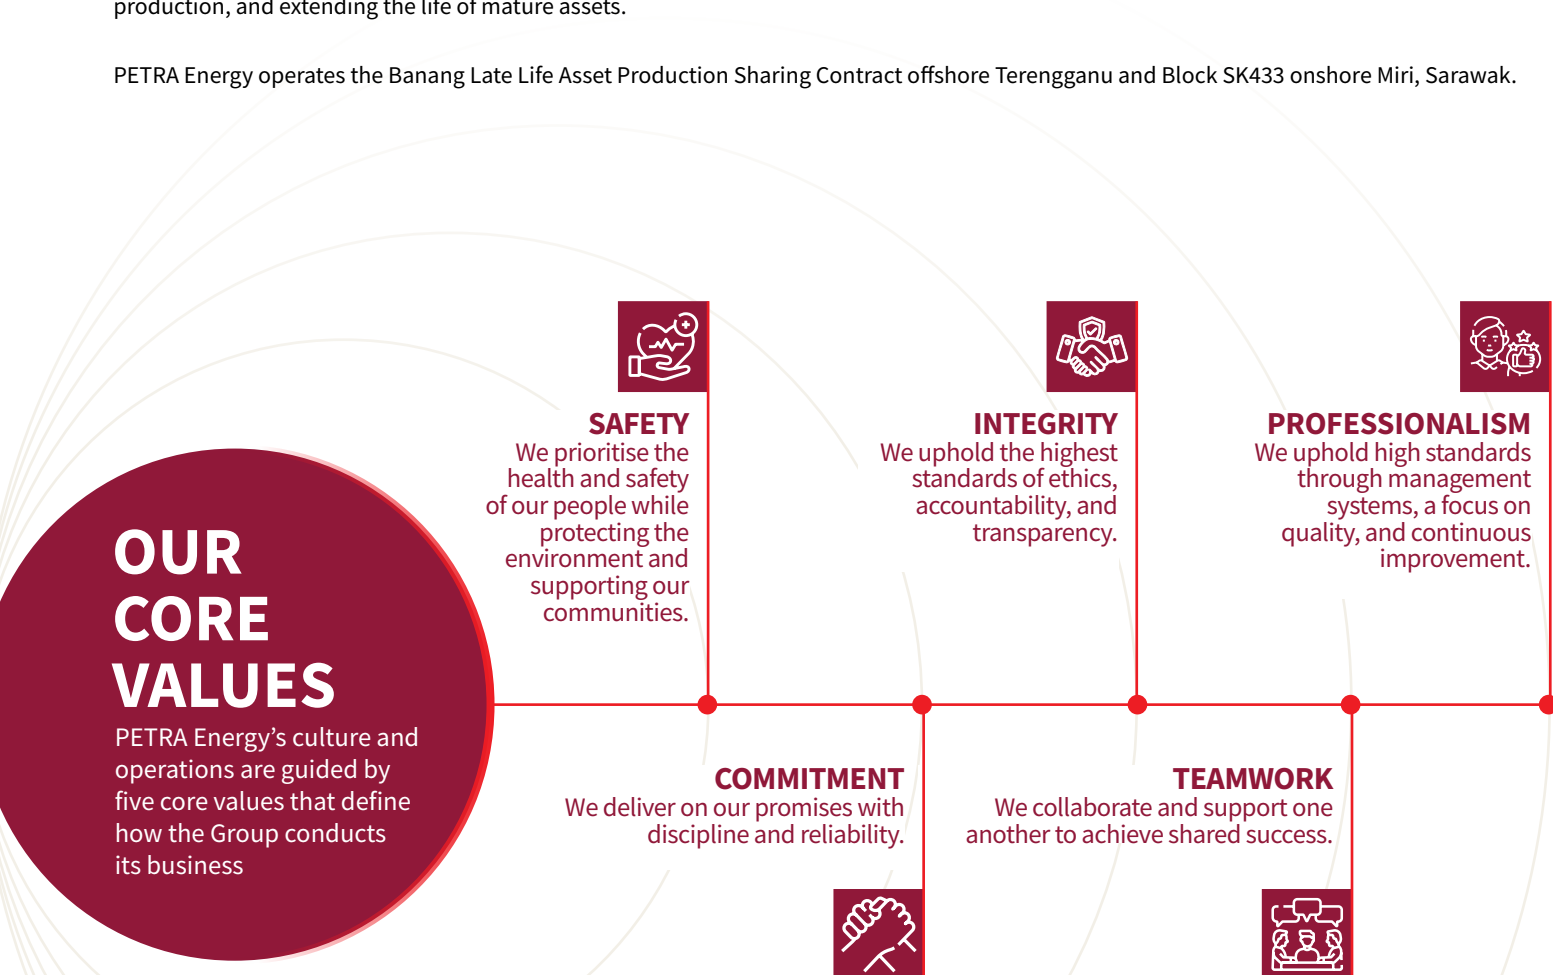 production, and extending the life of mature assets.
PETRA Energy operates the Banang Late Life Asset Production Sharing Contract offshore Terengganu and Block SK433 onshore Miri, Sarawak.
OUR
CORE
VALUES
PETRA Energy’s culture and
operations are guided by
five core values that define
how the Group conducts
its business
SAFETY
We prioritise the
health and safety
of our people while
protecting the
environment and
supporting our
communities.
COMMITMENT
We deliver on our promises with
discipline and reliability.
INTEGRITY
We uphold the highest
standards of ethics,
accountability, and
transparency.
TEAMWORK
We collaborate and support one
another to achieve shared success.
PROFESSIONALISM
We uphold high standards
through management
systems, a focus on
quality, and continuous
improvement.